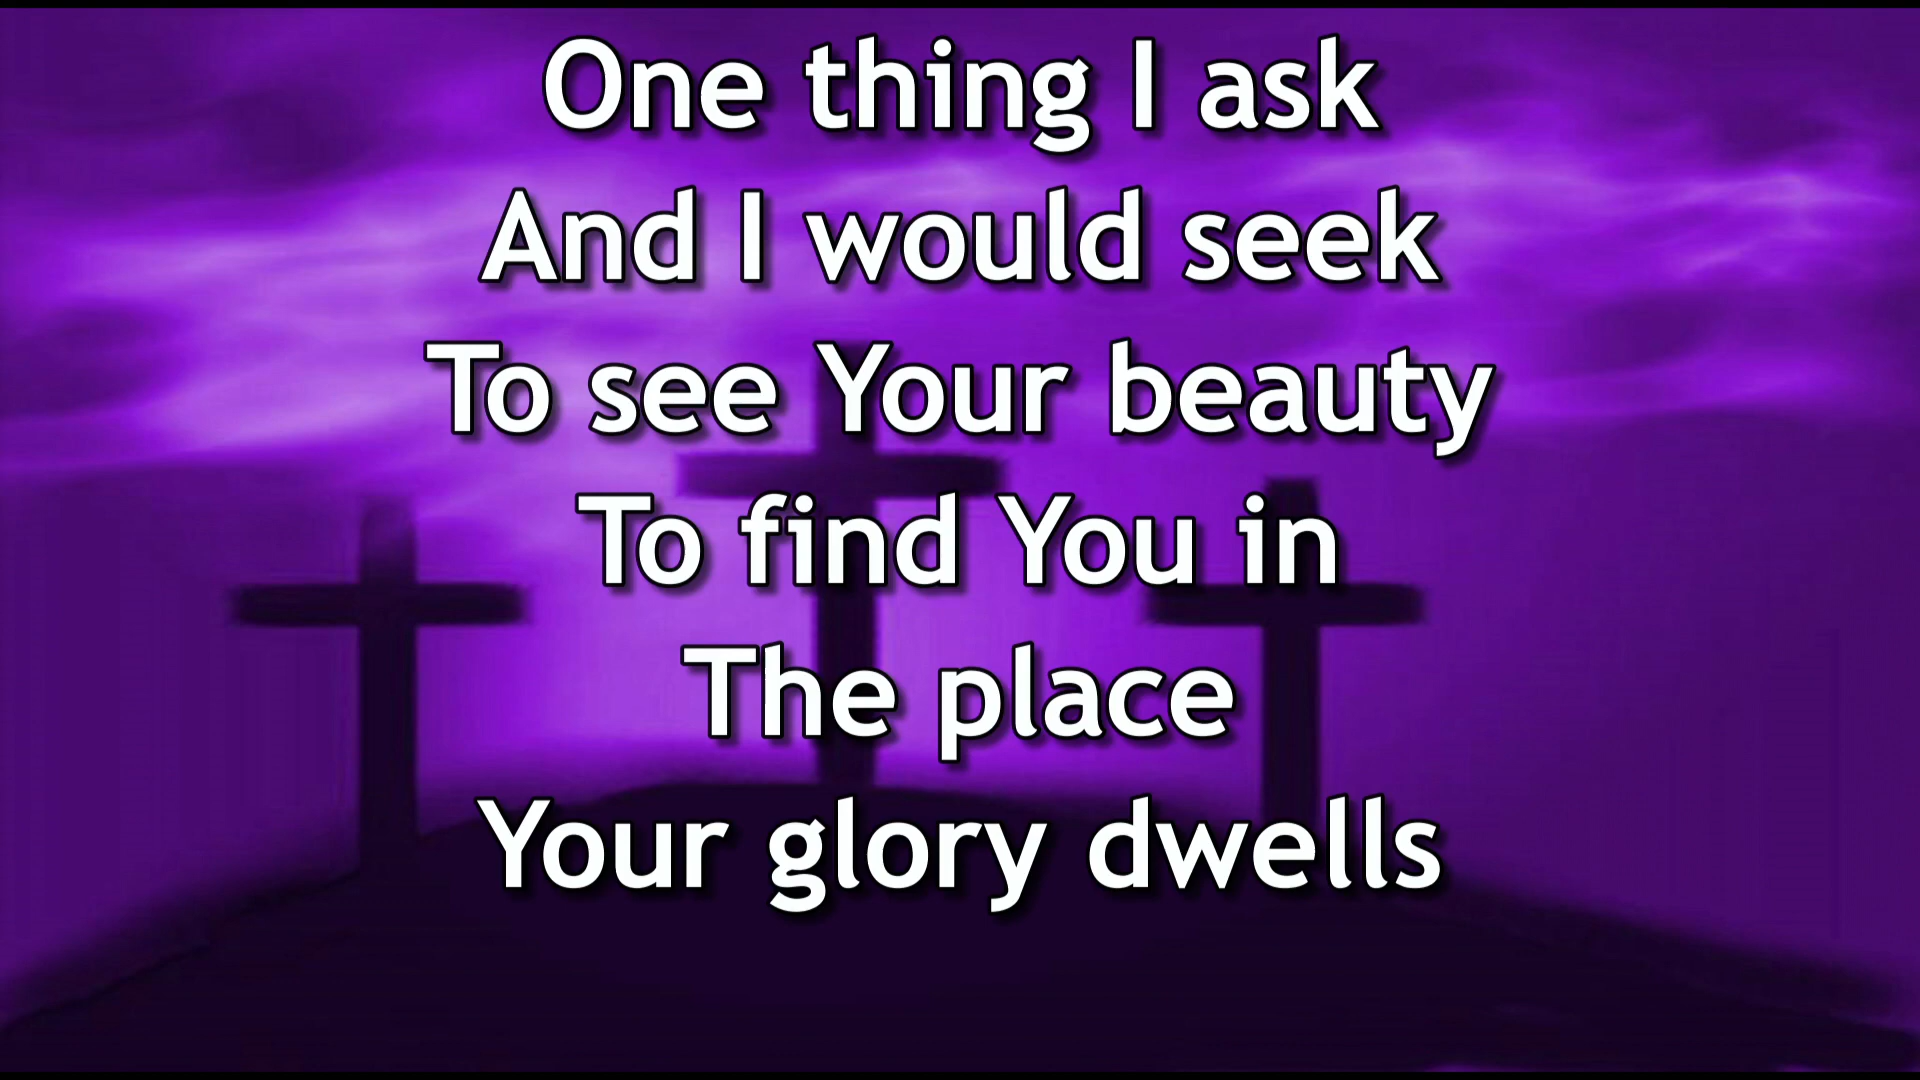 One thing I ask
And I would seek
To see Your beauty
To find You in
The place
Your glory dwells